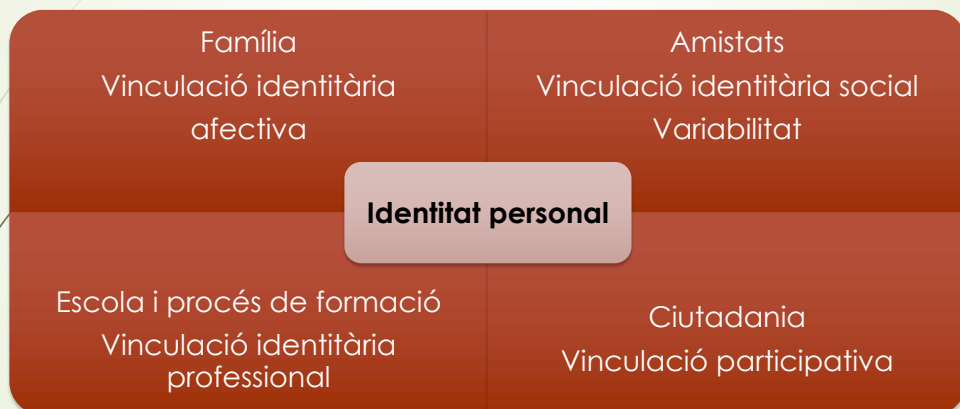 Família
Vinculació identitària
afectiva
Amistats
Vinculació identitària social
Variabilitat
Identitat personal
Escola i procés de formació
Vinculació identitària
professional
Ciutadania
Vinculació participativa